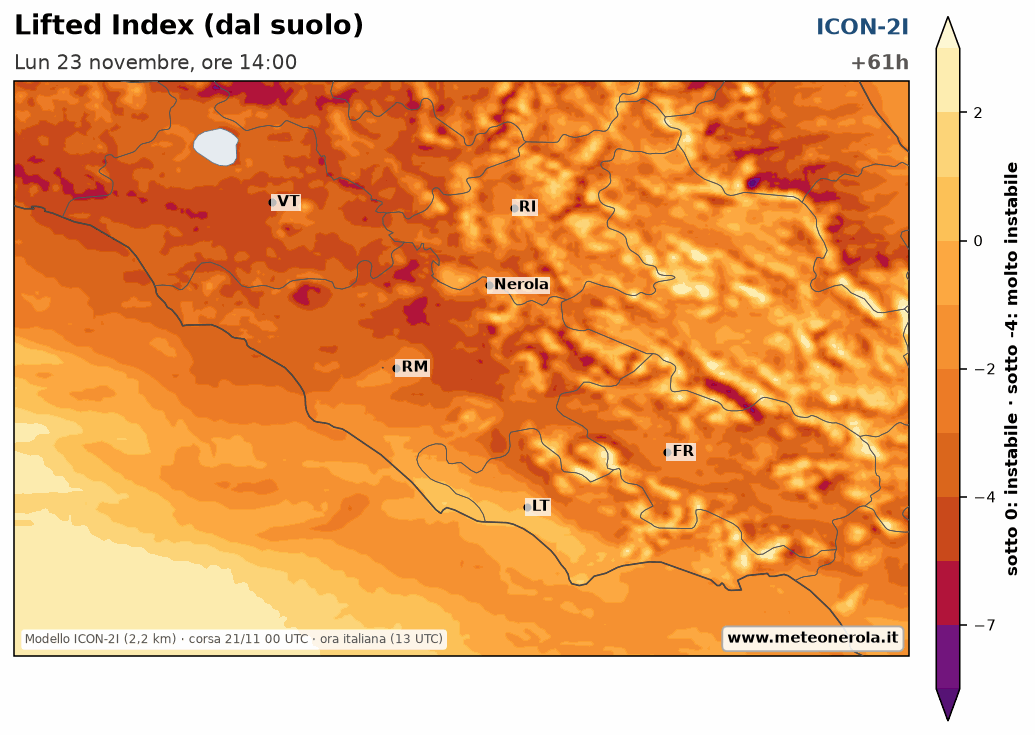 Lifted Index (dal suolo)
ICON-2I
Lun 23 novembre, ore 14:00
+61h
VT
RI
Nerola
RM
FR
LT
2
0
−2
−4
−7
sotto 0: instabile · sotto -4: molto instabile
Modello ICON-2I (2,2 km) · corsa 21/11 00 UTC · ora italiana (13 UTC)
www.meteonerola.it